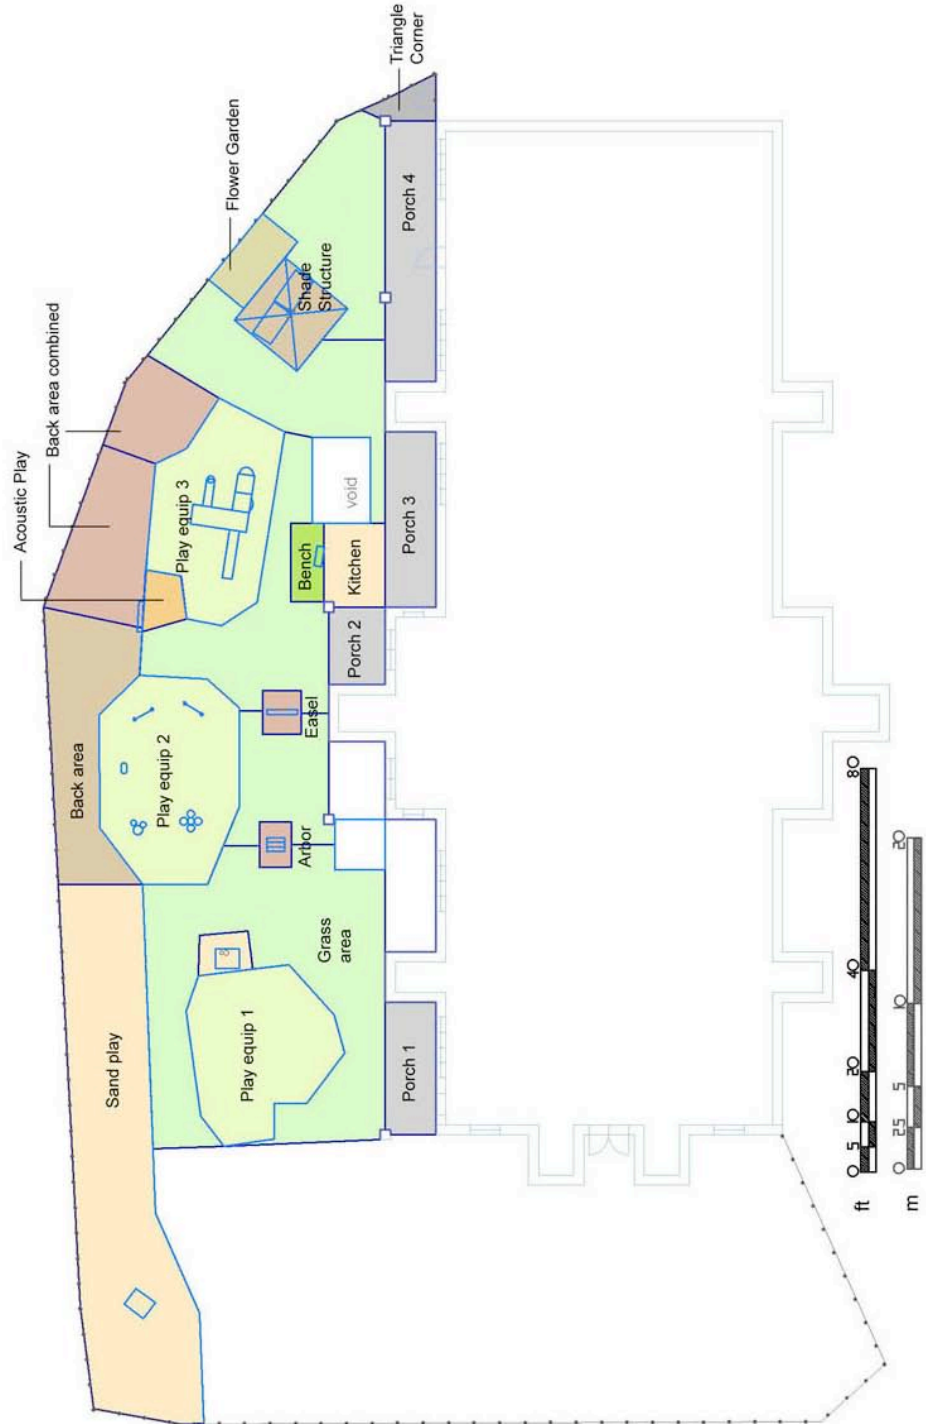 Triangle
Corner
Flower Garden
Back area combined
Acoustic Play
Porch 4
Shade
Structure
Play equip 3
void
Porch 3
Bench
Kitchen
Porch 2
Easel
Back area
Play equip 2
Arbor
Grass
area
8
Sand play
Play equip 1
Porch 1
0 5 10 20 40 80
ft
0 25 5 10 20
m